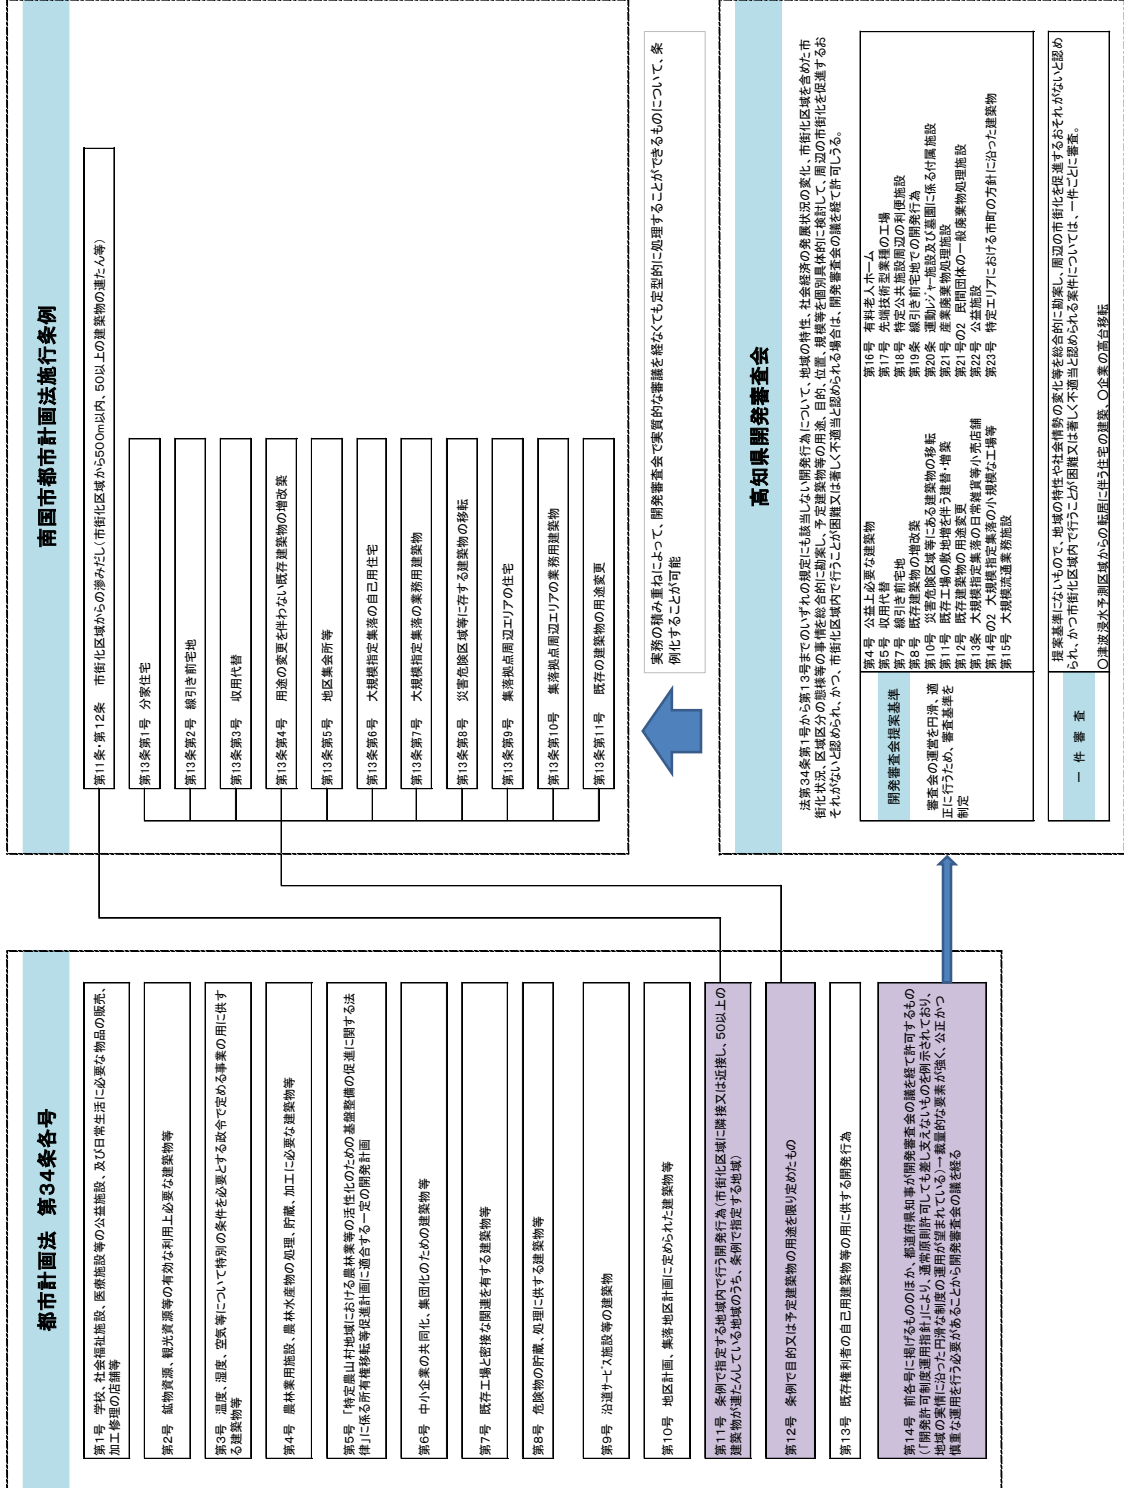 都市計画法 第34条各号
第1号 学校、社会福祉施設、医療施設等の公益施設、及び日常生活に必要な物品の販売、
加工修理の店舗等
第2号 鉱物資源、観光資源等の有効な利用上必要な建築物等
第3号 温度、湿度、空気等について特別の条件を必要とする政令で定める事業の用に供す
る建築物等
第4号 農林業用施設、農林水産物の処理、貯蔵、加工に必要な建築物等
第5号 「特定農山村地域における農林業等の活性化のための基盤整備の促進に関する法
律」に係る所有権移転等促進計画に適合する一定の開発計画
第6号 中小企業の共同化、集団化のための建築物等
第7号 既存工場と密接な関連を有する建築物等
第8号 危険物の貯蔵、処理に供する建築物等
第9号 沿道サービス施設等の建築物
第10号 地区計画、集落地区計画に定められた建築物等
第11号 条例で指定する地域内で行う開発行為(市街化区域に隣接又は近接し、50以上の
建築物が連たんしている地域のうち、条例で指定する地域)
第12号 条例で目的又は予定建築物の用途を限り定めたもの
第13号 既存権利者の自己用建築物等の用に供する開発行為
第14号 前各号に掲げるもののほか、都道府県知事が開発審査会の議を経て許可するもの
(「開発許可制度運用指針」により、通常原則許可しても差し支えないものを例示されており、
地域の実情に沿った円滑な制度の運用が望まれている)→裁量的な要素が強く、公正かつ
慎重な運用を行う必要があることから開発審査会の議を経る
南国市都市計画法施行条例
第11条・第12条 市街化区域からの滲みだし(市街化区域から500m以内、50以上の建築物の連たん等)
第13条第1号 分家住宅
第13条第2号 線引き前宅地
第13条第3号 収用代替
第13条第4号 用途の変更を伴わない既存建築物の増改築
第13条第5号 地区集会所等
第13条第6号 大規模指定集落の自己用住宅
第13条第7号 大規模指定集落の業務用建築物
第13条第8号 災害危険区域等に存する建築物の移転
第13条第9号 集落拠点周辺エリアの住宅
第13条第10号 集落拠点周辺エリアの業務用建築物
第13条第11号 既存の建築物の用途変更
実務の積み重ねによって、開発審査会で実質的な審議を経なくても定型的に処理することができるものについて、条
例化することが可能
高知県開発審査会
法第34条第1号から第13号までのいずれの規定にも該当しない開発行為について、地域の特性、社会経済の発展状況の変化、市街化区域を含めた市
街化状況、区域区分の態様等の事情を総合的に勘案し、予定建築物等の用途、目的、位置、規模等を個別具体的に検討して、周辺の市街化を促進するお
それがないと認められ、かつ、市街化区域内で行うことが困難又は著しく不適当と認められる場合は、開発審査会の議を経て許可しうる。
開発審査会提案基準
審査会の運営を円滑、適
正に行うため、審査基準を
制定
第4号 公益上必要な建築物
第5号 収用代替
第7号 線引き前宅地
第8号 既存建築物の増改築
第10号 災害危険区域等にある建築物の移転
第11号 既存工場の敷地増を伴う建替・増築
第12号 既存建築物の用途変更
第13条 大規模指定集落の日常雑貨等小売店舗
第14号の2 大規模指定集落の小規模な工場等
第15号 大規模流通業務施設
第16号 有料老人ホーム
第17号 先端技術型業種の工場
第18号 特定公共施設周辺の利便施設
第19条 線引き前宅地での開発行為
第20条 運動レジャー施設及び墓園に係る付属施設
第21号 産業廃棄物処理施設
第21号の2 民間団体の一般廃棄物処理施設
第22号 公益施設
第23号 特定エリアにおける市町の方針に沿った建築物
一件審査
提案基準にないもので、地域の特性や社会情勢の変化等を総合的に勘案し、周辺の市街化を促進するおそれがないと認め
られ、かつ市街化区域内で行うことが困難又は著しく不適当と認められる案件については、一件ごとに審査。
〇津波浸水予測区域からの転居に伴う住宅の建築、〇企業の高台移転